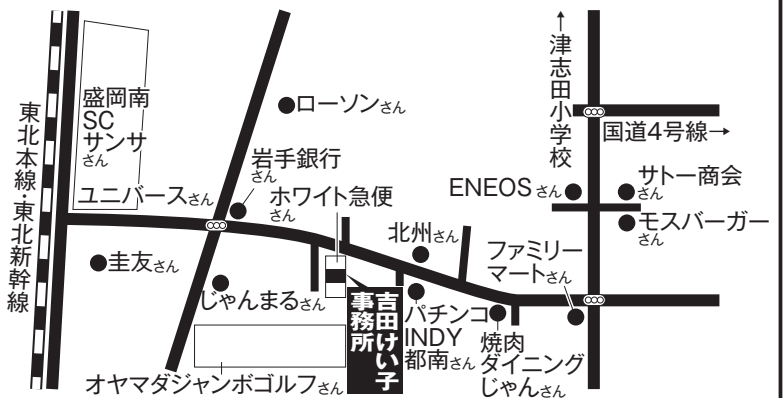 東北本線・東北新幹線
盛岡南
SC
サンサ
さん
ユニバースさん
ローソンさん
岩手銀行
さん
ホワイト急便
さん
圭友さん
じゃんまるさん
オヤマダジャンボゴルフさん
吉田けい子
事務所
北州さん
パチンコ
INDY
都南さん
焼肉
ダイニング
じゃんさん
ファミリー
マートさん
ENEOSさん
←津志田小学校
国道4号線→
サトー商会
さん
モスバーガー
さん